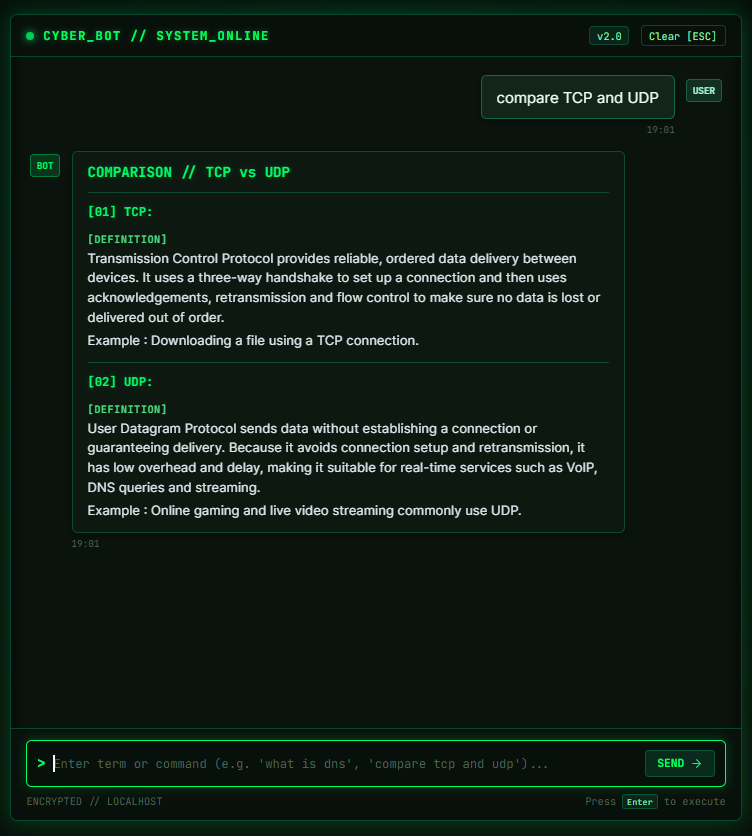 CYBER_BOT // SYSTEM_ONLINE
v2.0
Clear [ESC]
compare TCP and UDP
USER
19:01
BOT
COMPARISON // TCP vs UDP
[01] TCP:
[DEFINITION]
Transmission Control Protocol provides reliable, ordered data delivery between
devices. It uses a three-way handshake to set up a connection and then uses
acknowledgements, retransmission and flow control to make sure no data is lost or
delivered out of order.
Example : Downloading a file using a TCP connection.
[02] UDP:
[DEFINITION]
User Datagram Protocol sends data without establishing a connection or
guaranteeing delivery. Because it avoids connection setup and retransmission, it
has low overhead and delay, making it suitable for real-time services such as VoIP,
DNS queries and streaming.
Example : Online gaming and live video streaming commonly use UDP.
19:01
> Enter term or command (e.g. 'what is dns', 'compare tcp and udp')...
SEND →
ENCRYPTED // LOCALHOST
Press Enter to execute